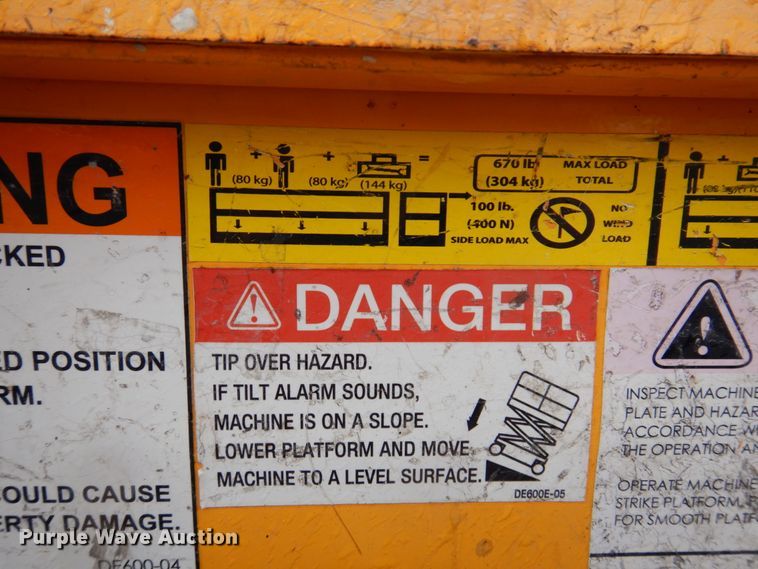 NG
CKED
ED POSITION
RM.
OULD CAUSE
ERTY DAMAGE.
DE600-04
+ + =
(80 kg) (80 kg) (144 kg)
670 lb. MAX LOAD
(304 kg) TOTAL
100 lb. NO
(400 N) WIND
SIDE LOAD MAX LOAD
+
DANGER
TIP OVER HAZARD.
IF TILT ALARM SOUNDS,
MACHINE IS ON A SLOPE.
LOWER PLATFORM AND MOVE
MACHINE TO A LEVEL SURFACE.
DE600E-05
INSPECT MACHINE
PLATE AND HAZAR
ACCORDANCE W
THE OPERATION AN
OPERATE MACHINE
STRIKE PLATFORM,
FOR SMOOTH PLATF
Purple Wave Auction